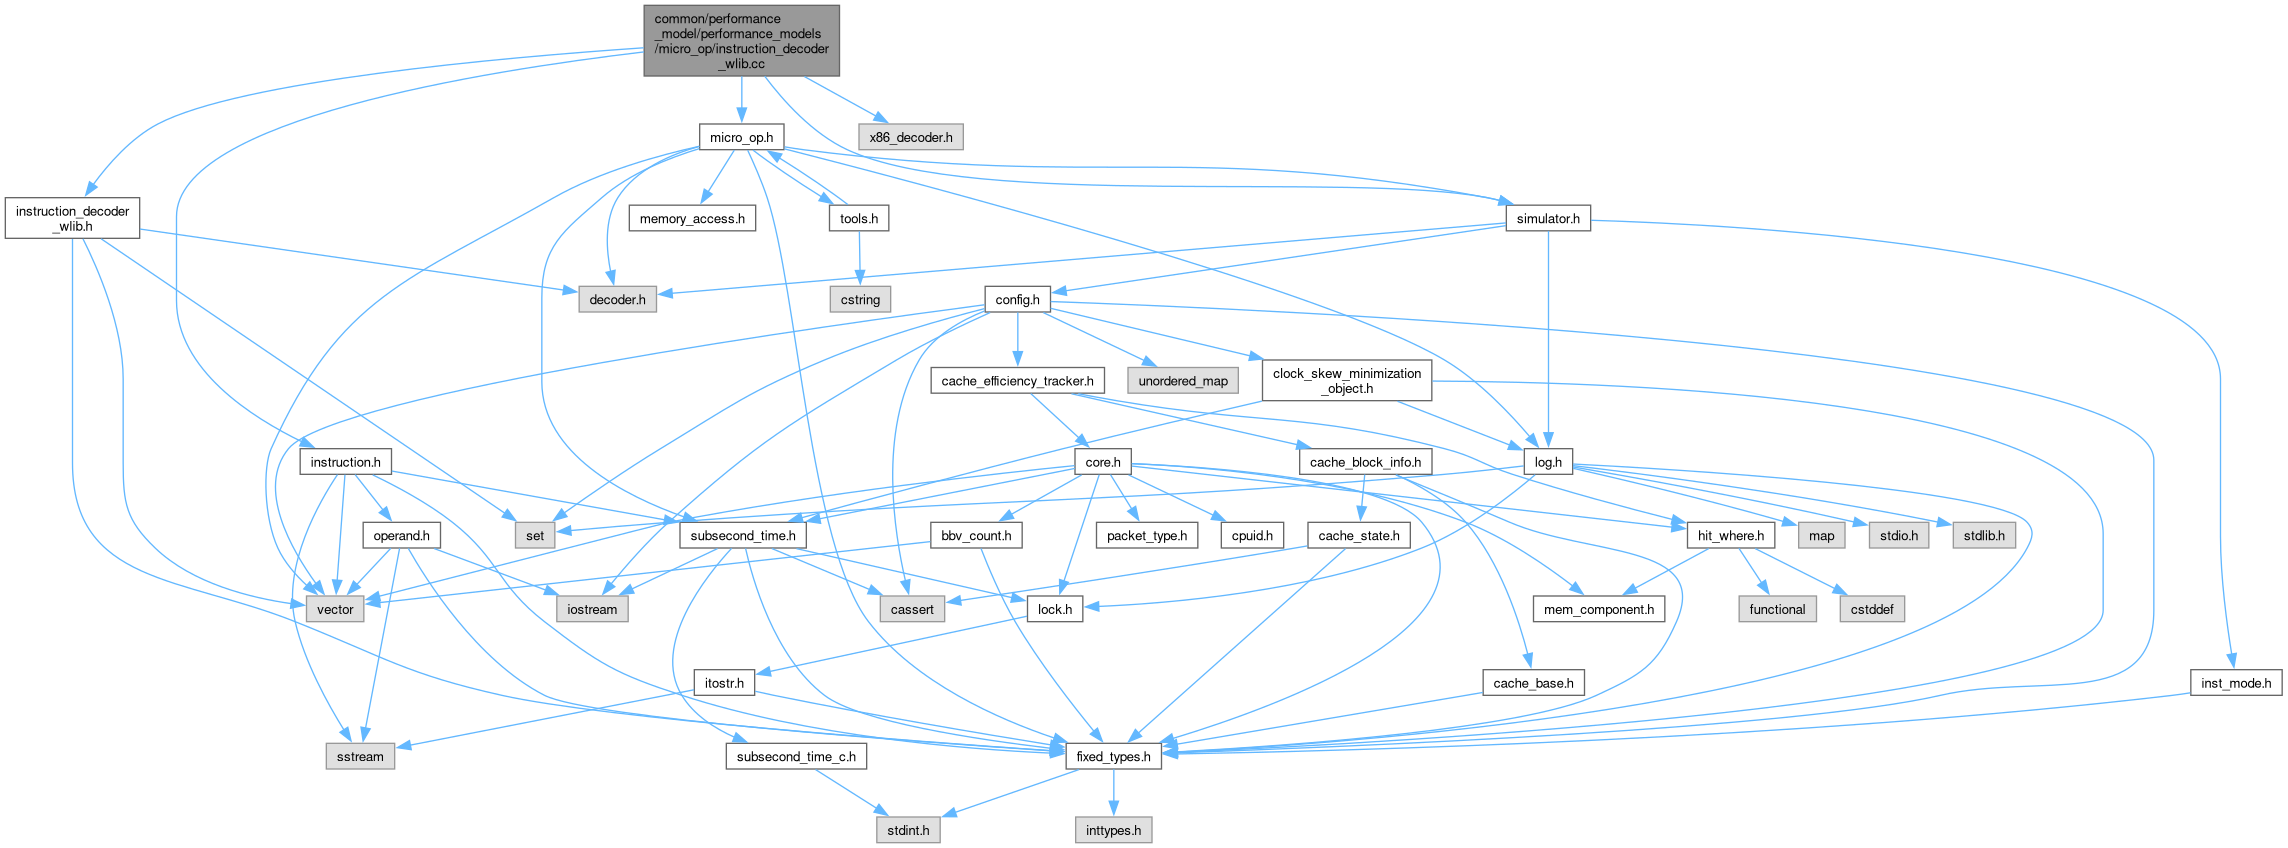 common/performance
_model/performance_models
/micro_op/instruction_decoder
_wlib.cc
micro_op.h
x86_decoder.h
instruction_decoder
_wlib.h
memory_access.h
tools.h
simulator.h
decoder.h
cstring
config.h
cache_efficiency_tracker.h
unordered_map
clock_skew_minimization
_object.h
instruction.h
core.h
cache_block_info.h
log.h
operand.h
set
subsecond_time.h
bbv_count.h
packet_type.h
cpuid.h
cache_state.h
hit_where.h
map
stdio.h
stdlib.h
vector
iostream
cassert
lock.h
mem_component.h
functional
cstddef
itostr.h
cache_base.h
inst_mode.h
sstream
subsecond_time_c.h
fixed_types.h
stdint.h
inttypes.h